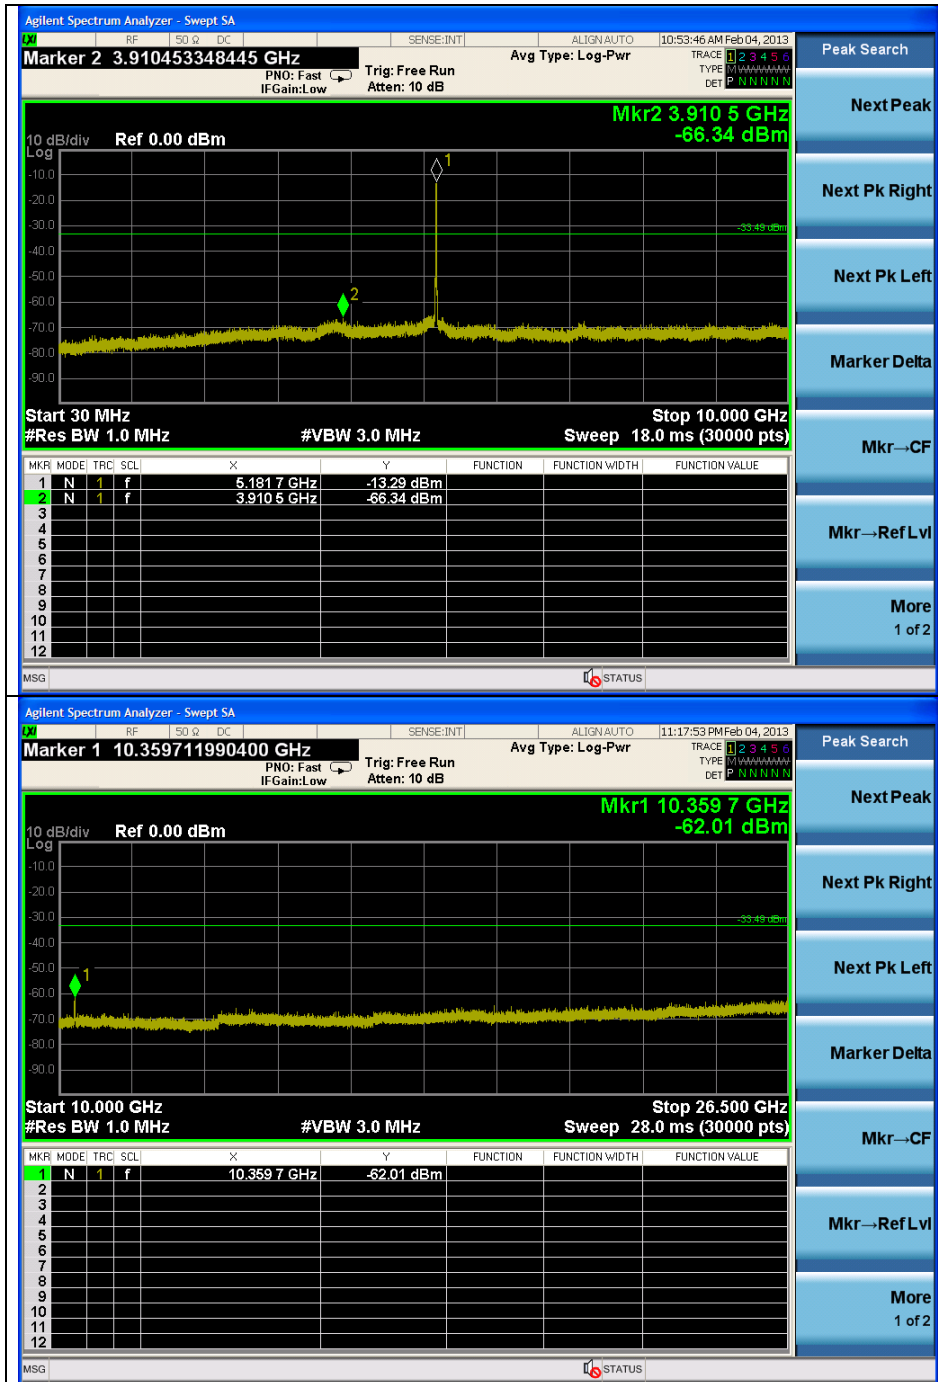 Agilent Spectrum Analyzer - Swept SA
LXI RF 50 Ω DC SENSE:INT ALIGN AUTO 10:53:46 AM Feb 04, 2013
Marker 2 3.910453348445 GHz
Avg Type: Log-Pwr
TRACE 1 2 3 4 5 6
TYPE M W W W W W
DET P N N N N N
PNO: Fast
IFGain:Low
Trig: Free Run
Atten: 10 dB
Peak Search
Mkr2 3.910 5 GHz
-66.34 dBm
10 dB/div
Log
Ref 0.00 dBm
1
-10.0
-20.0
-30.0
-33.49 dBm
-40.0
-50.0
2
-60.0
-70.0
-80.0
-90.0
Start 30 MHz
Stop 10.000 GHz
#Res BW 1.0 MHz
#VBW 3.0 MHz
Sweep 18.0 ms (30000 pts)
MKR MODE TRC SCL X Y FUNCTION FUNCTION WIDTH FUNCTION VALUE
1 N 1 f 5.181 7 GHz -13.29 dBm
2 N 1 f 3.910 5 GHz -66.34 dBm
3
4
5
6
7
8
9
10
11
12
MSG
STATUS
Next Peak
Next Pk Right
Next Pk Left
Marker Delta
Mkr→CF
Mkr→Ref Lvl
More
1 of 2
Agilent Spectrum Analyzer - Swept SA
LXI RF 50 Ω DC SENSE:INT ALIGN AUTO 11:17:53 PM Feb 04, 2013
Marker 1 10.359711990400 GHz
Avg Type: Log-Pwr
TRACE 1 2 3 4 5 6
TYPE M W W W W W
DET P N N N N N
PNO: Fast
IFGain:Low
Trig: Free Run
Atten: 10 dB
Peak Search
Mkr1 10.359 7 GHz
-62.01 dBm
10 dB/div
Log
Ref 0.00 dBm
-10.0
-20.0
-30.0
-33.49 dBm
-40.0
-50.0
1
-60.0
-70.0
-80.0
-90.0
Start 10.000 GHz
Stop 26.500 GHz
#Res BW 1.0 MHz
#VBW 3.0 MHz
Sweep 28.0 ms (30000 pts)
MKR MODE TRC SCL X Y FUNCTION FUNCTION WIDTH FUNCTION VALUE
1 N 1 f 10.359 7 GHz -62.01 dBm
2
3
4
5
6
7
8
9
10
11
12
MSG
STATUS
Next Peak
Next Pk Right
Next Pk Left
Marker Delta
Mkr→CF
Mkr→Ref Lvl
More
1 of 2